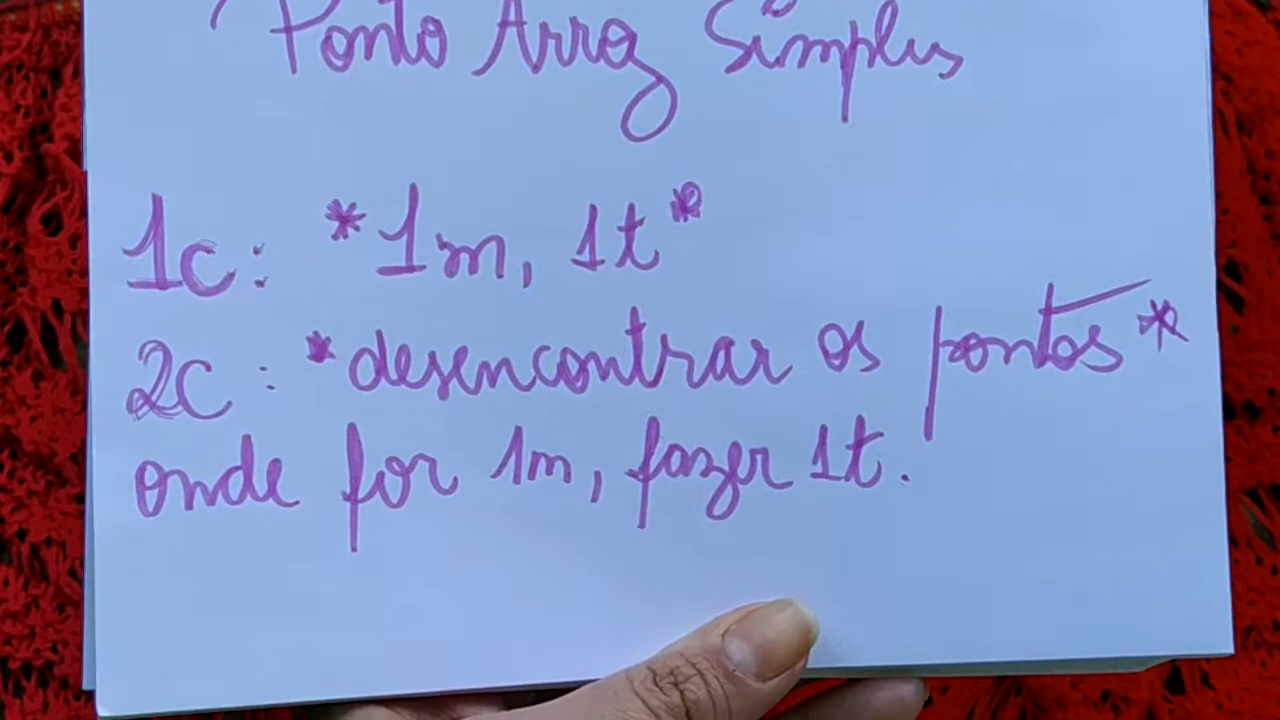 Ponto Arroz Simples
1c: *1m, 1t*
2c: *desencontrar os pontos*
onde for 1m, fazer 1t.